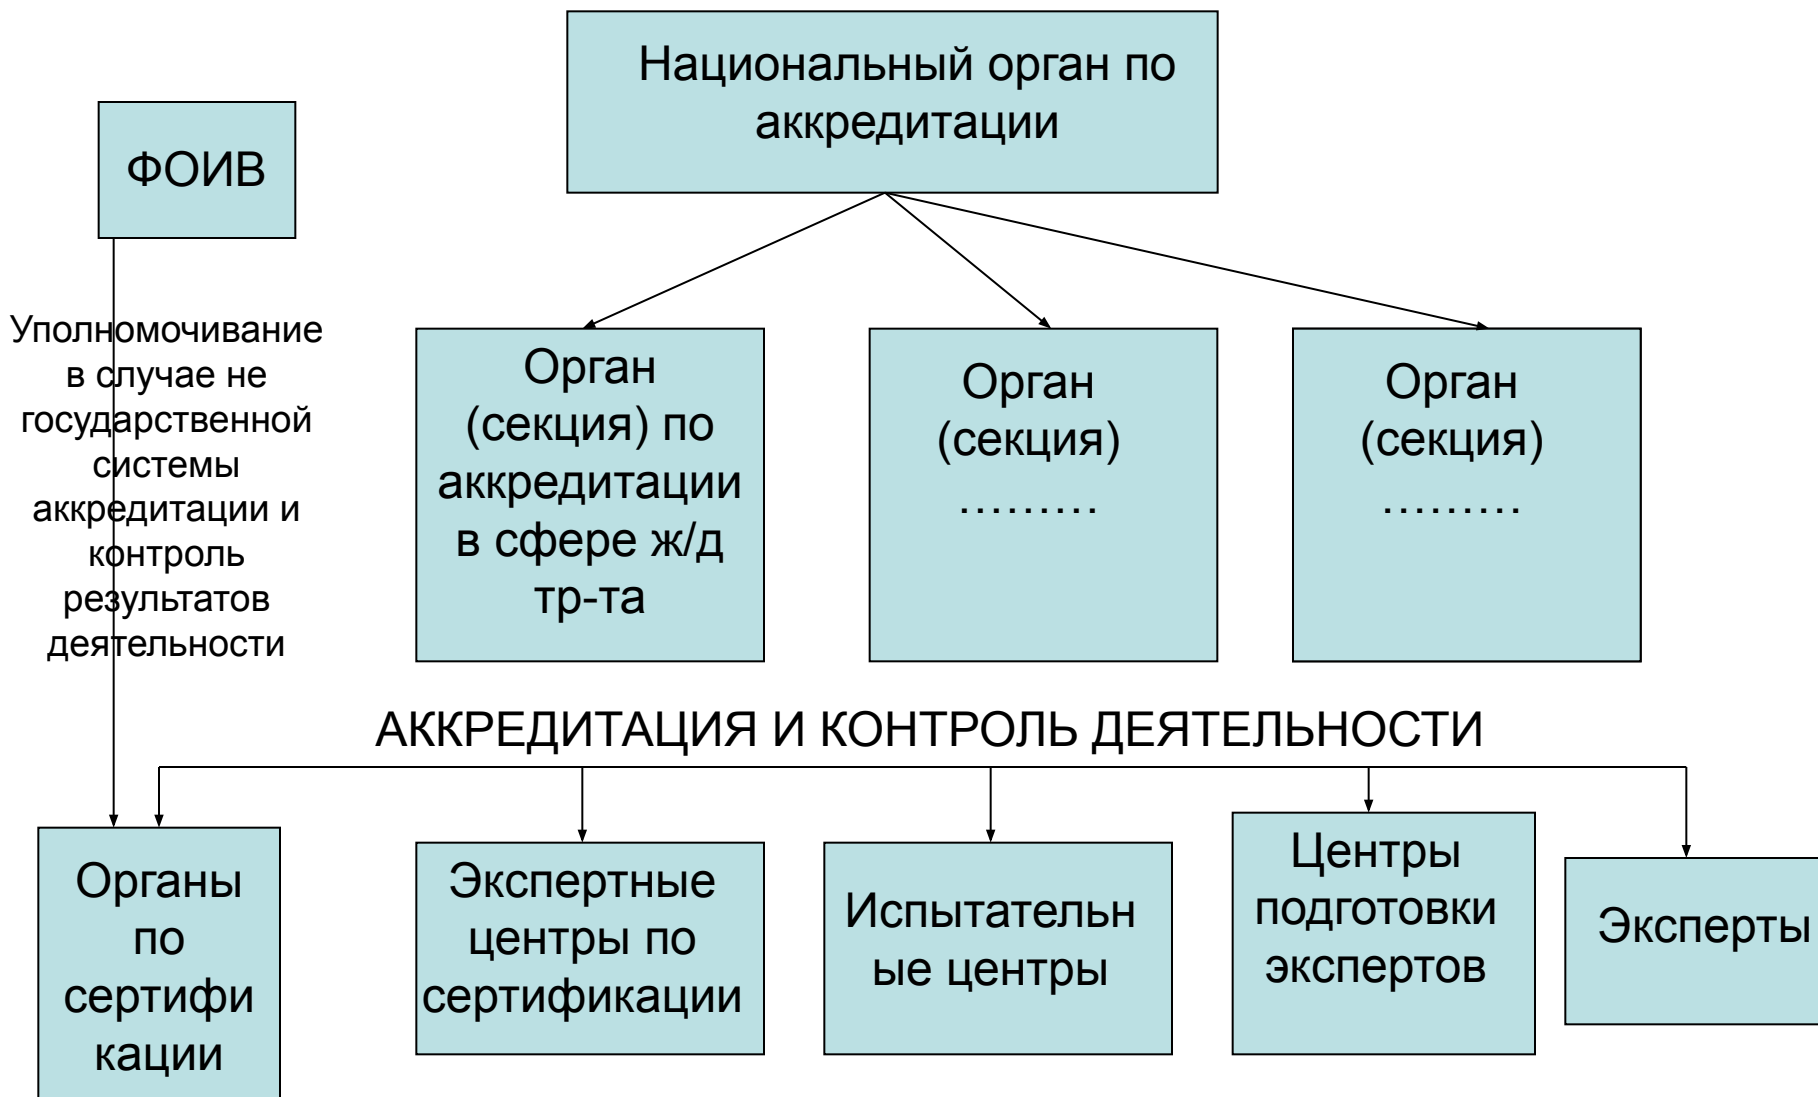 Национальный орган по
аккредитации
ФОИВ
Уполномочивание
в случае не
государственной
системы
аккредитации и
контроль
результатов
деятельности
Орган
(секция) по
аккредитации
в сфере ж/д
тр-та
Орган
(секция)
………
Орган
(секция)
………
АККРЕДИТАЦИЯ И КОНТРОЛЬ ДЕЯТЕЛЬНОСТИ
Органы
по
сертифи
кации
Экспертные
центры по
сертификации
Испытательн
ые центры
Центры
подготовки
экспертов
Эксперты